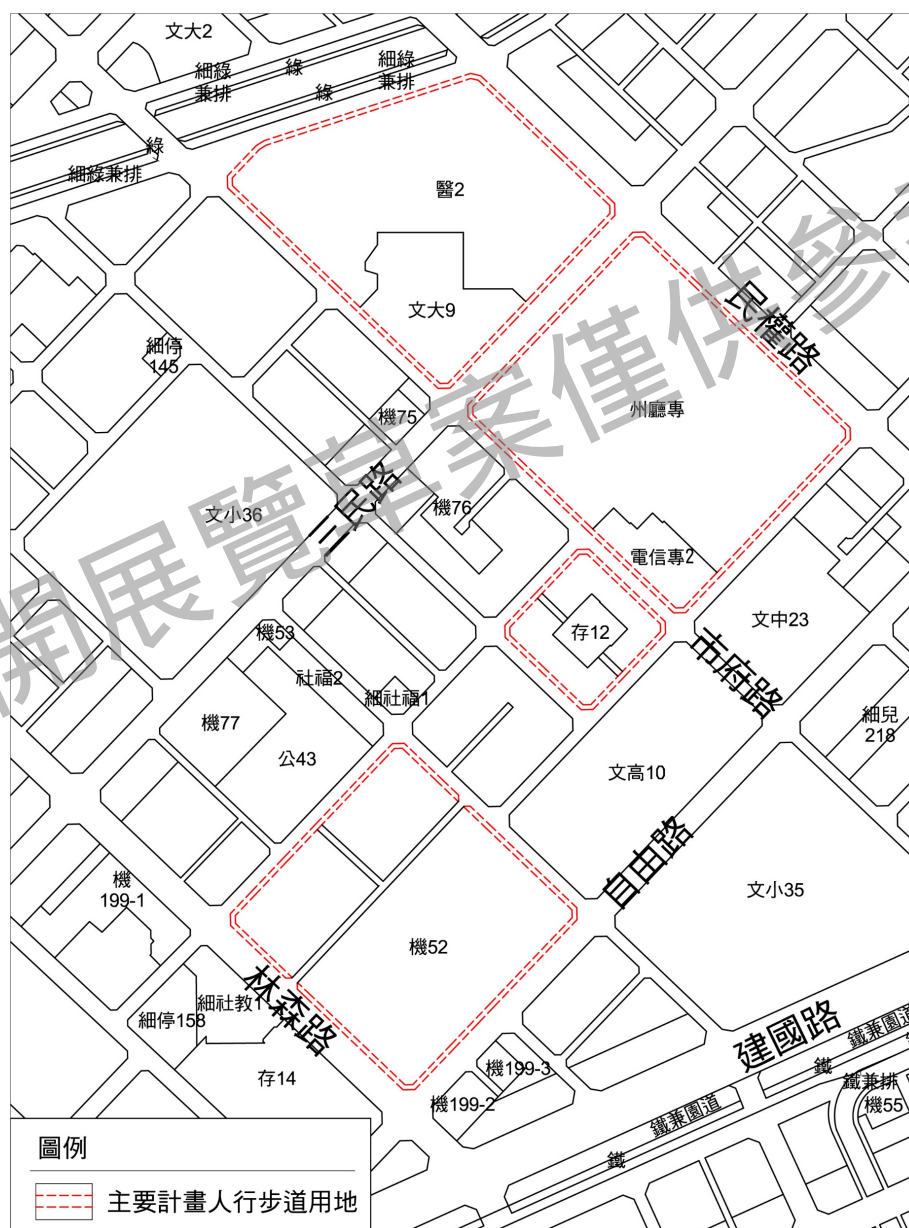 文大2
細綠
兼排
綠
細綠
兼排
綠
綠
細綠兼排
醫2
文大9
民權路
細停
145
州廳專
機75
三民路
文小36
機76
電信專2
存12
文中23
機53
市府路
社福2
細社福1
機77
公43
細兒
218
文高10
自由路
文小35
機
199-1
機52
林森路
細社教1
細停158
存14
建國路
鐵兼園道
鐵
鐵兼排
機55
機199-3
機199-2
鐵兼園道
鐵
開展覽草案僅供參
圖例
主要計畫人行步道用地